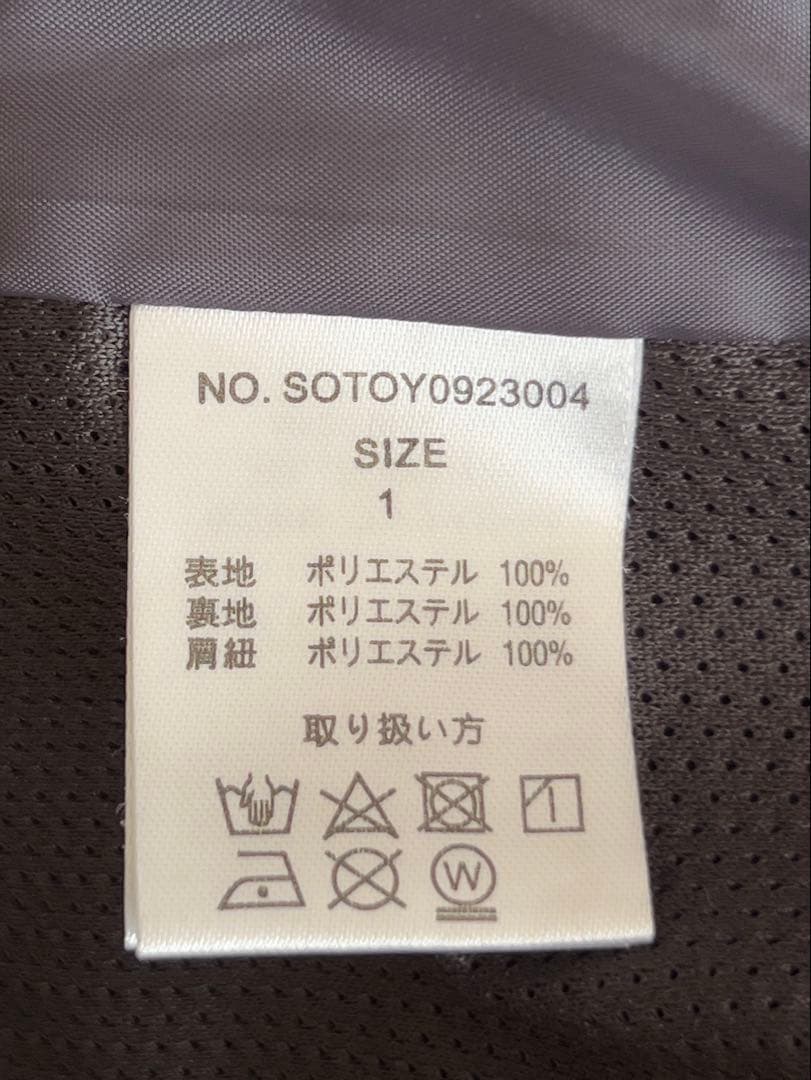 NO. SOTOY0923004
SIZE
1
表地 ポリエステル 100%
裏地 ポリエステル 100%
肩紐 ポリエステル 100%
取り扱い方
W